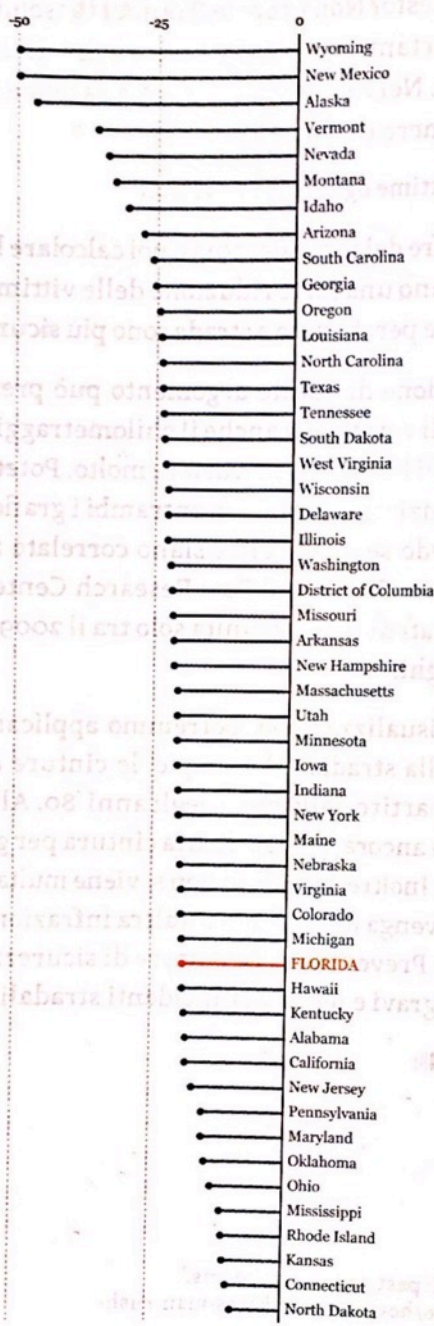 -50 -25 0
Wyoming
New Mexico
Alaska
Vermont
Nevada
Montana
Idaho
Arizona
South Carolina
Georgia
Oregon
Louisiana
North Carolina
Texas
Tennessee
South Dakota
West Virginia
Wisconsin
Delaware
Illinois
Washington
District of Columbia
Missouri
Arkansas
New Hampshire
Massachusetts
Utah
Minnesota
Iowa
Indiana
New York
Maine
Nebraska
Virginia
Colorado
Michigan
FLORIDA
Hawaii
Kentucky
Alabama
California
New Jersey
Pennsylvania
Maryland
Oklahoma
Ohio
Mississippi
Rhode Island
Kansas
Connecticut
North Dakota